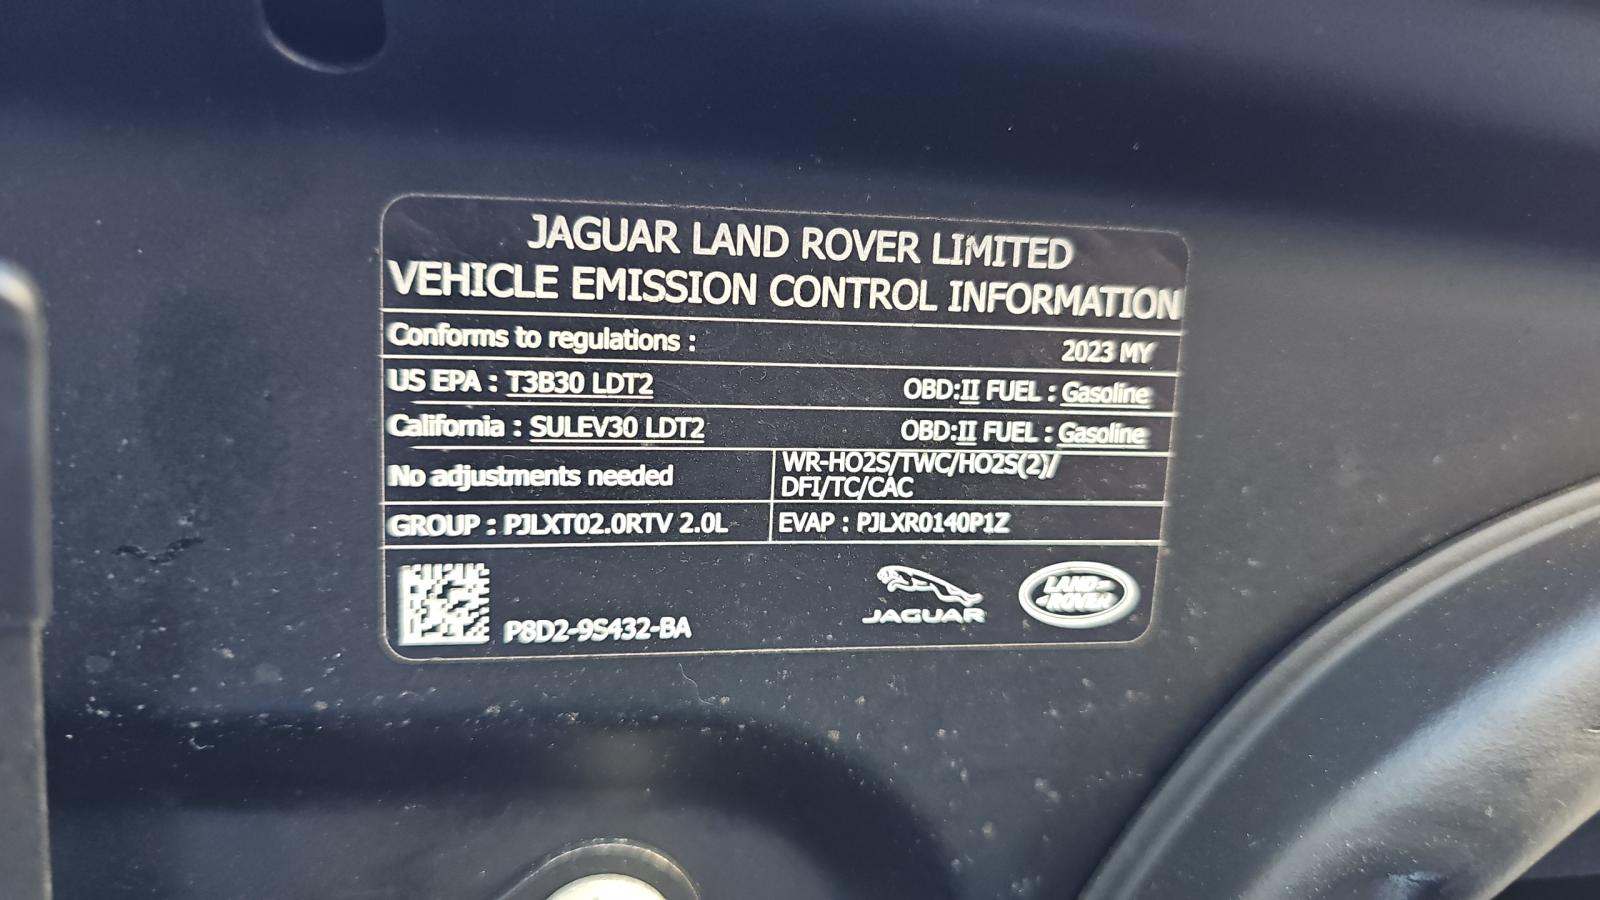 JAGUAR LAND ROVER LIMITED
VEHICLE EMISSION CONTROL INFORMATION
Conforms to regulations : 2023 MY
US EPA : T3B30 LDT2 OBD:II FUEL : Gasoline
California : SULEV30 LDT2 OBD:II FUEL : Gasoline
No adjustments needed
WR-HO2S/TWC/HO2S(2)/
DFI/TC/CAC
GROUP : PJLXT02.0RTV 2.0L EVAP : PJLXR0140P1Z
P8D2-9S432-BA
JAGUAR
LAND-
-ROVER